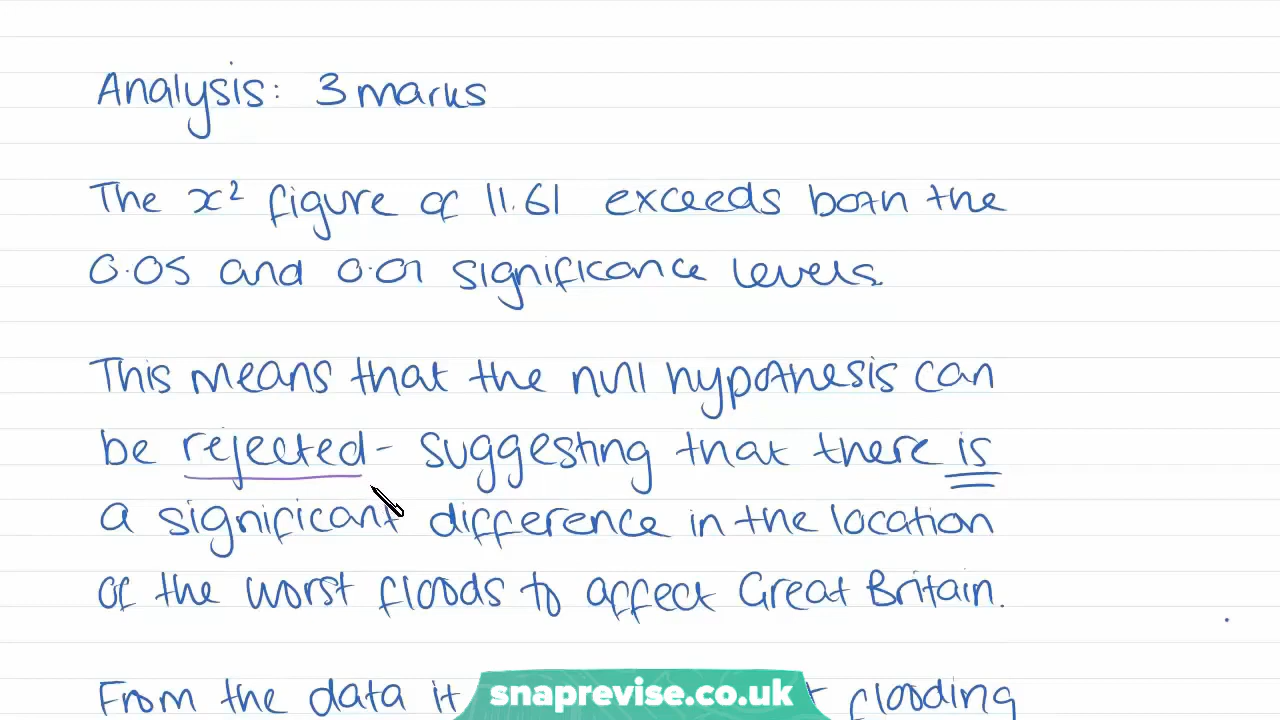 Analysis: 3 marks
The x² figure of 11.61 exceeds both the
0.05 and 0.01 significance levels.
This means that the null hypothesis can
be rejected - suggesting that there is
a significant difference in the location
of the worst floods to affect Great Britain.
From the data it flooding
snaprevise.co.uk